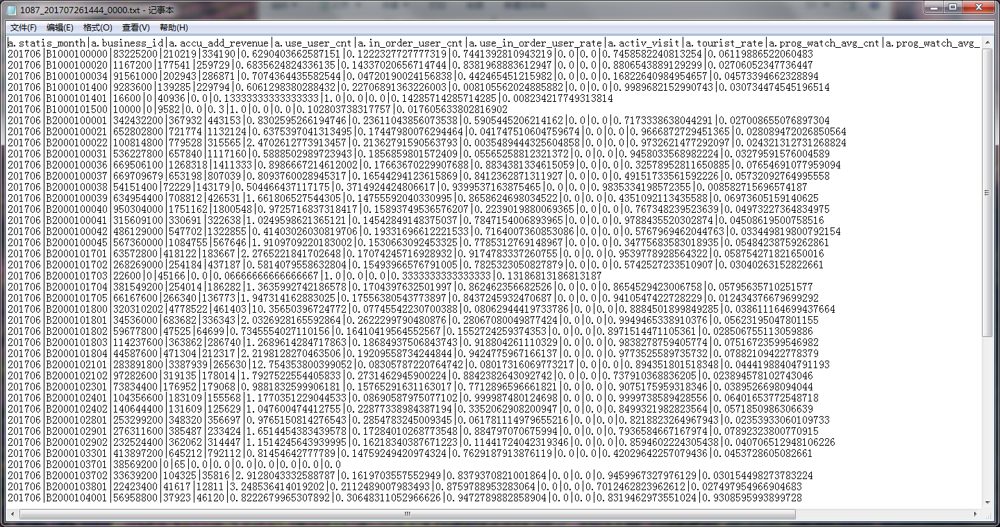 1087_201707261444_0000.txt - 记事本
文件(F) 编辑(E) 格式(O) 查看(V) 帮助(H)
a.statis_month|a.business_id|a.accu_add_revenue|a.use_user_cnt|a.in_order_user_cnt|a.use_in_order_user_rate|a.activ_visit|a.tourist_rate|a.prog_watch_avg_cnt|a.prog_watch_avg_
201706|B1000100000|83225200|210219|334190|0.6290403662587151|0.1222327727777319|0.7441392810943219|0.0|0.0|0.7458582240813254|0.0611988652206​0483
201706|B1000100020|1167200|177541|259729|0.6835624824336135|0.14337020656714744|0.8381968883612947|0.0|0.0|0.8806543889129299|0.02706052347736447
201706|B1000100034|91561000|202943|286871|0.7074364435582544|0.04720190024156838|0.442465451215982|0.0|0.0|0.16822640984954657|0.04573394662328894
201706|B1000101400|9283600|139285|229794|0.6061298380288432|0.22706891363226003|0.008105562024885882|0.0|0.0|0.9989682152990743|0.030734474545196514
201706|B1000101401|16600|0|40936|0.0|0.13333333333333333|1.0|0.0|0.0|0.14285714285714285|0.008234217749313814
201706|B1000101500|10000|0|9582|0.0|0.3|1.0|0.0|0.0|0.102803738317757|0.017605633802816902
201706|B2000100001|342432200|367932|443153|0.8302595266194746|0.23611043856073538|0.5905445206214162|0.0|0.0|0.7173338638044291|0.027008655076897304
201706|B2000100021|652802800|721774|1132124|0.6375397041313495|0.17447980076294464|0.041747510604759674|0.0|0.0|0.9666872729451365|0.028089472026850564
201706|B2000100022|100814800|779528|315565|2.4702612773913457|0.21362791590563793|0.0035489444325604858|0.0|0.0|0.9732621477292097|0.024321312731268824
201706|B2000100031|536227800|657840|1117160|0.5888502989723943|0.1856859801572409|0.0556525881232137​2|0.0|0.0|0.9458033568982224|0.03279591576004589
201706|B2000100036|669506100|1268318|1411333|0.8986667214612002|0.17663670229907688|0.8834381334615059|0.0|0.0|0.32578952811650885|0.07654691077959094
201706|B2000100037|669709679|653198|807039|0.8093760028945317|0.16544294123615869|0.8412362871311927|0.0|0.0|0.49151733561592226|0.05732092764995558
201706|B2000100038|54151400|72229|143179|0.504466437117175|0.3714924424806617|0.9399537163875465|0.0|0.0|0.9835334198572355|0.008582715696574187
201706|B2000100039|634954400|708812|426531|1.661806527544305|0.14755592040330995|0.8658624698034522|0.0|0.0|0.4351092113435588|0.06973605159140625
201706|B2000100040|950304000|1751162|1800548|0.9725716837318417|0.15893749536576207|0.2239019880069365|0.0|0.0|0.767348239523639|0.04973227364834975
201706|B2000100041|315609100|330691|322638|1.0249598621365121|0.14542849148375037|0.7847154006893965|0.0|0.0|0.9788435520302874|0.04508619500758516
201706|B2000100042|486129000|547702|1322855|0.41403026030819706|0.19331696612221533|0.7164007360853086|0.0|0.0|0.5767969462044763|0.033449819800792154
201706|B2000100045|567360000|1084755|567646|1.9109709220183002|0.1530663092453325|0.7785312769148967|0.0|0.0|0.34775683583018935|0.05484238759262861
201706|B2000101701|63572800|418122|183667|2.2765221841702648|0.17074245716928932|0.9174783337260755|0.0|0.0|0.9539778928564322|0.058754271821650016
201706|B2000101702|268269000|254184|437187|0.5814079558632804|0.15493966576791005|0.7825323050827879|0.0|0.0|0.5742527233510907|0.03040263152822661
201706|B2000101703|22600|0|45166|0.0|0.06666666666666667|1.0|0.0|0.0|0.3333333333333333|0.13186813186813187
201706|B2000101704|381549200|254014|186282|1.3635992742186578|0.1704397632501997|0.862462356682526|0.0|0.0|0.86545294230067​58|0.0579563571025157​7
201706|B2000101705|66167600|266340|136773|1.947314162883025|0.17556380543773897|0.8437245932470687|0.0|0.0|0.9410547422728229|0.012434376679699292
201706|B2000101800|320310202|4778522|461403|10.35650396724772|0.07745542230700388|0.08062944419733786|0.0|0.0|0.8884501899849285|0.038611164699437664
201706|B2000101801|34536000|683682|336343|2.0326928165592864|0.2622299790480876|0.28067080049877424|0.0|0.0|0.9949465338910376|0.05623195047801155
201706|B2000101802|59677800|47525|64699|0.7345554027110156|0.16410419564552567|0.1552724259374353|0.0|0.0|0.8971514471105361|0.028506755113059886
201706|B2000101803|114237600|363862|286740|1.2689614284717863|0.18684937506843743|0.918804261110329|0.0|0.0|0.9838278759405774|0.07516723599546982
201706|B2000101804|44587600|471304|212317|2.2198128270463506|0.19209558734244844|0.9424775967166137|0.0|0.0|0.9773525589735732|0.07882109422778379
201706|B2000102101|283891800|3387939|265630|12.754353800399052|0.08305787220764742|0.08017316069773217|0.0|0.0|0.894351801518348|0.04441988404791193
201706|B2000102102|97282600|319135|178014|1.7927522554405833|0.2731462945900224|0.8842382643092742|0.0|0.0|0.737910368836205|0.023894578102743046
201706|B2000102301|73834400|176952|179068|0.9881832599906181|0.15765291631163017|0.7712896596661821|0.0|0.0|0.9075175959318346|0.0389526698094044
201706|B2000102401|104356600|183109|155568|1.1770351229044533|0.08690587975077102|0.999987480124698|0.0|0.0|0.9999738589428556|0.064016537725487​18
201706|B2000102402|140644400|131609|125629|1.047600474412755|0.22877338984387194|0.3352062908200947|0.0|0.0|0.8499321982823564|0.0571850986306639
201706|B2000102801|253299200|348320|356697|0.9765150814276543|0.2854783245009345|0.061781114979655216|0.0|0.0|0.8218823264967943|0.02353933060109733
201706|B2000102901|276311600|385487|233424|1.6514454383439578|0.17284010268773548|0.884797070675994|0.0|0.0|0.7936584667167974|0.07892323800770915
201706|B2000102902|232524400|362062|314447|1.1514245643939995|0.16218340387671223|0.11441724042319346|0.0|0.0|0.8594602224305438|0.040706512948106226
201706|B2000103301|413897200|645212|792112|0.81454642777789|0.14759249420974324|0.7629187913876119|0.0|0.0|0.42029642257079436|0.0453728605082661
201706|B2000103701|38569200|0|65|0.0|0.0|0.0|0.0|0.0|0.0|0.0
201706|B2000103702|33639200|104325|35816|2.9128043332588787|0.1619703557552949|0.8379370821001864|0.0|0.0|0.9459967327976129|0.030154498273783224
201706|B2000103801|22423400|41617|12811|3.248536414019202|0.2112489007983493|0.8759788953283064|0.0|0.0|0.7012462823962612|0.027497954966904683
201706|B2000104001|56958800|37923|46120|0.8222679965307892|0.30648311052966626|0.9472789882858904|0.0|0.0|0.8319462973551024|0.9308595993899728